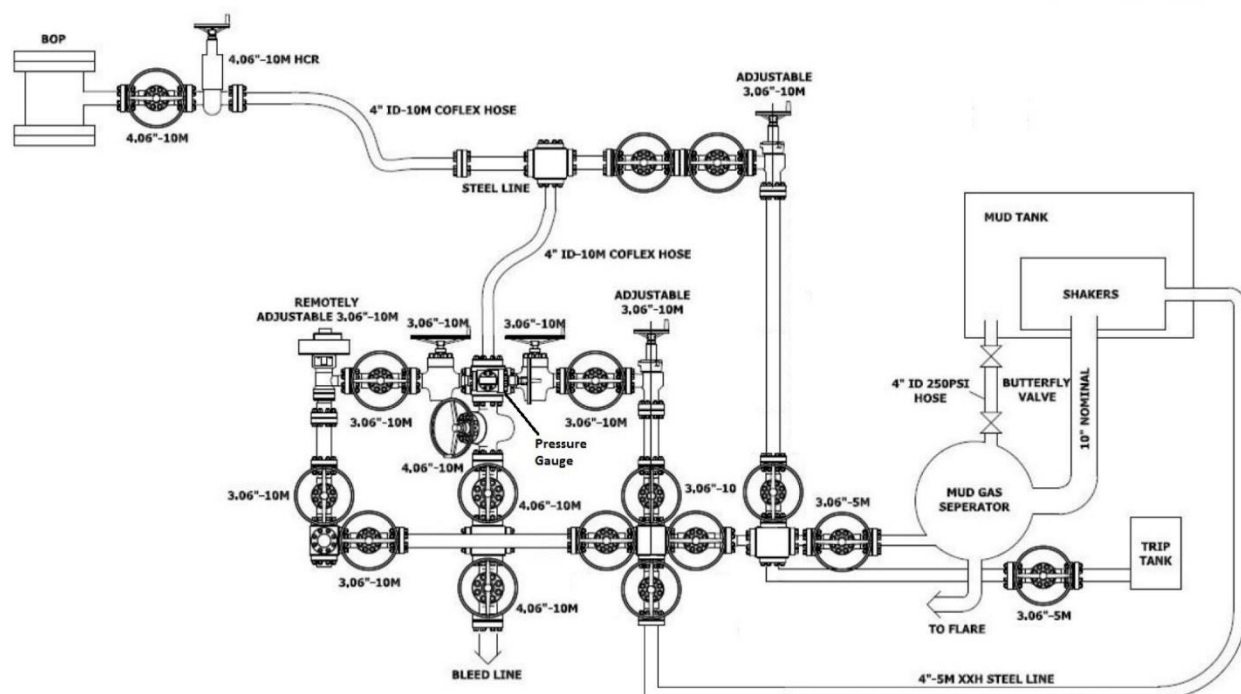 BOP
4.06"-10M HCR
4.06"-10M
4" ID-10M COFLEX HOSE
STEEL LINE
ADJUSTABLE
3.06"-10M
4" ID-10M COFLEX HOSE
MUD TANK
SHAKERS
REMOTELY
ADJUSTABLE 3.06"-10M
3.06"-10M
3.06"-10M
ADJUSTABLE
3.06"-10M
4" ID 250PSI
HOSE
BUTTERFLY
VALVE
10" NOMINAL
3.06"-10M
3.06"-10M
Pressure
Gauge
4.06"-10M
3.06"-10M
4.06"-10M
3.06"-10
3.06"-5M
MUD GAS
SEPERATOR
TRIP
TANK
3.06"-10M
4.06"-10M
3.06"-5M
TO FLARE
BLEED LINE
4"-5M XXH STEEL LINE